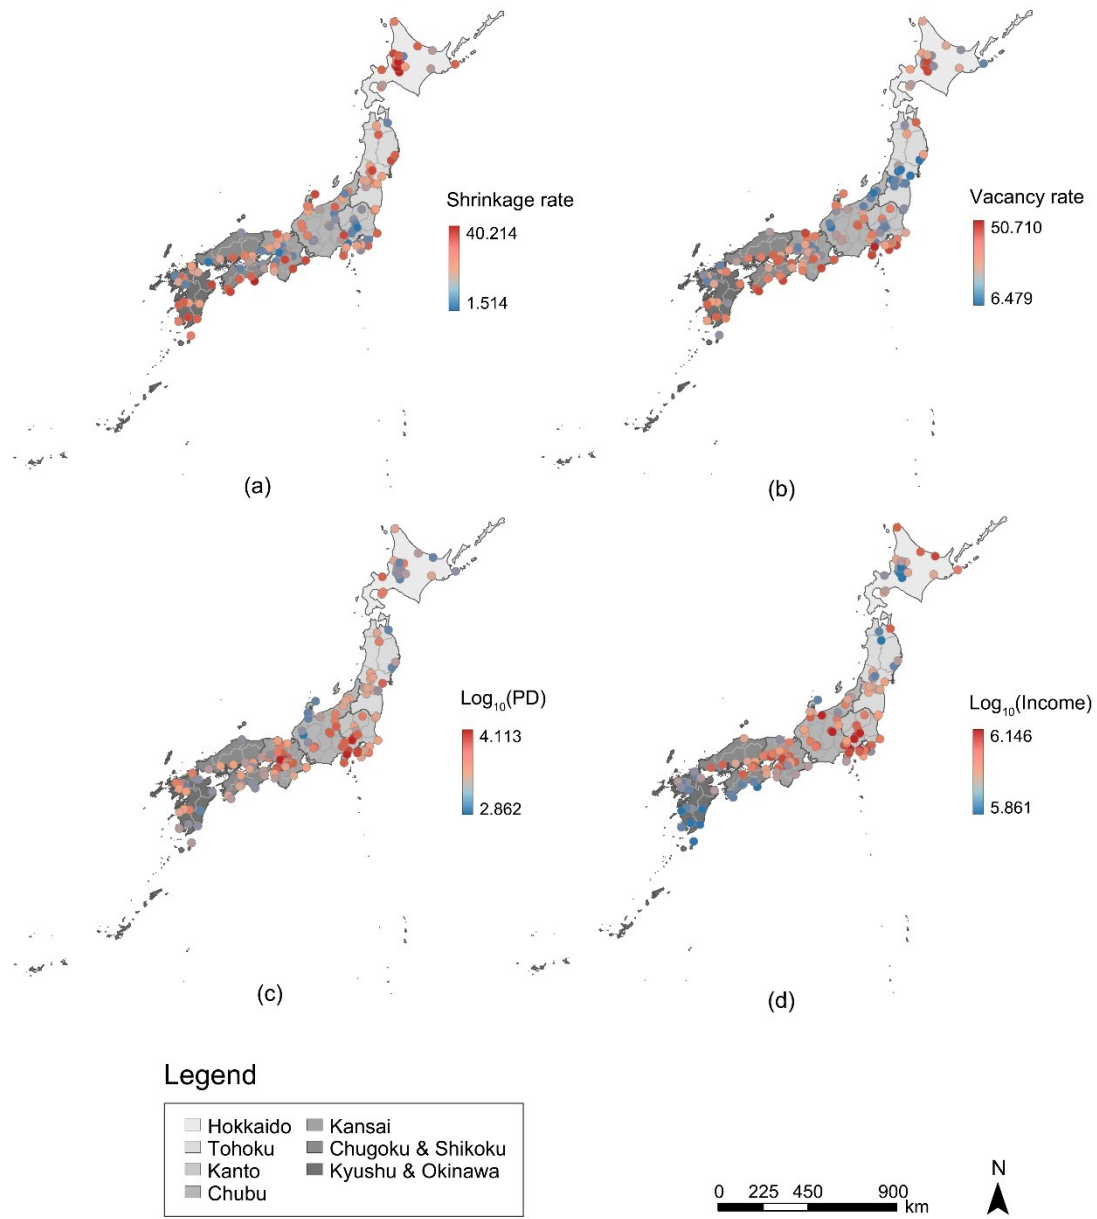 Shrinkage rate
40.214
1.514
(a)
Vacancy rate
50.710
6.479
(b)
Log10(PD)
4.113
2.862
(c)
Log10(Income)
6.146
5.861
(d)
Legend
Hokkaido
Tohoku
Kanto
Chubu
Kansai
Chugoku & Shikoku
Kyushu & Okinawa
0 225 450 900
km
N